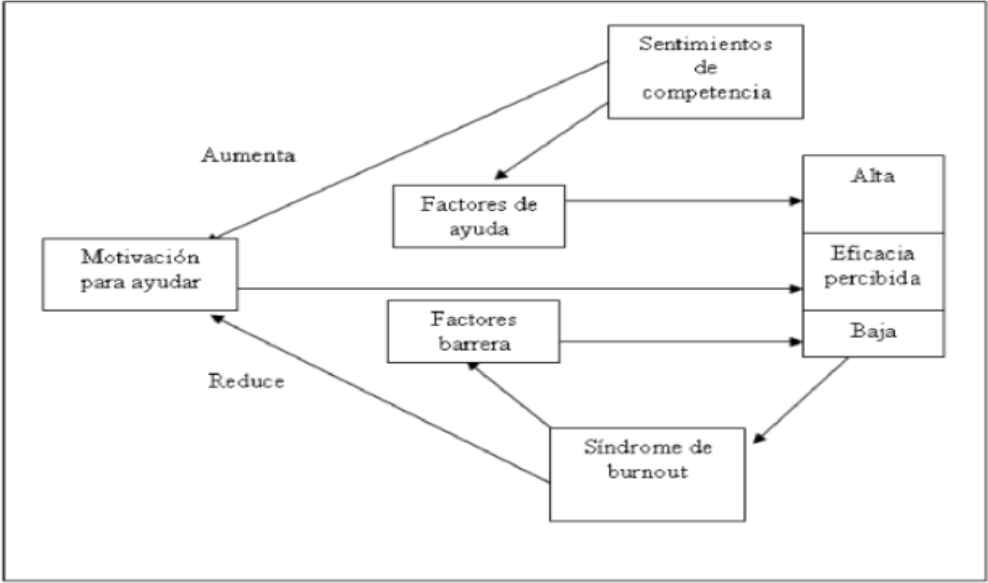 Sentimientos
de
competencia
Aumenta
Alta
Factores de
ayuda
Motivación
para ayudar
Eficacia
percibida
Factores
barrera
Baja
Reduce
Síndrome de
burnout